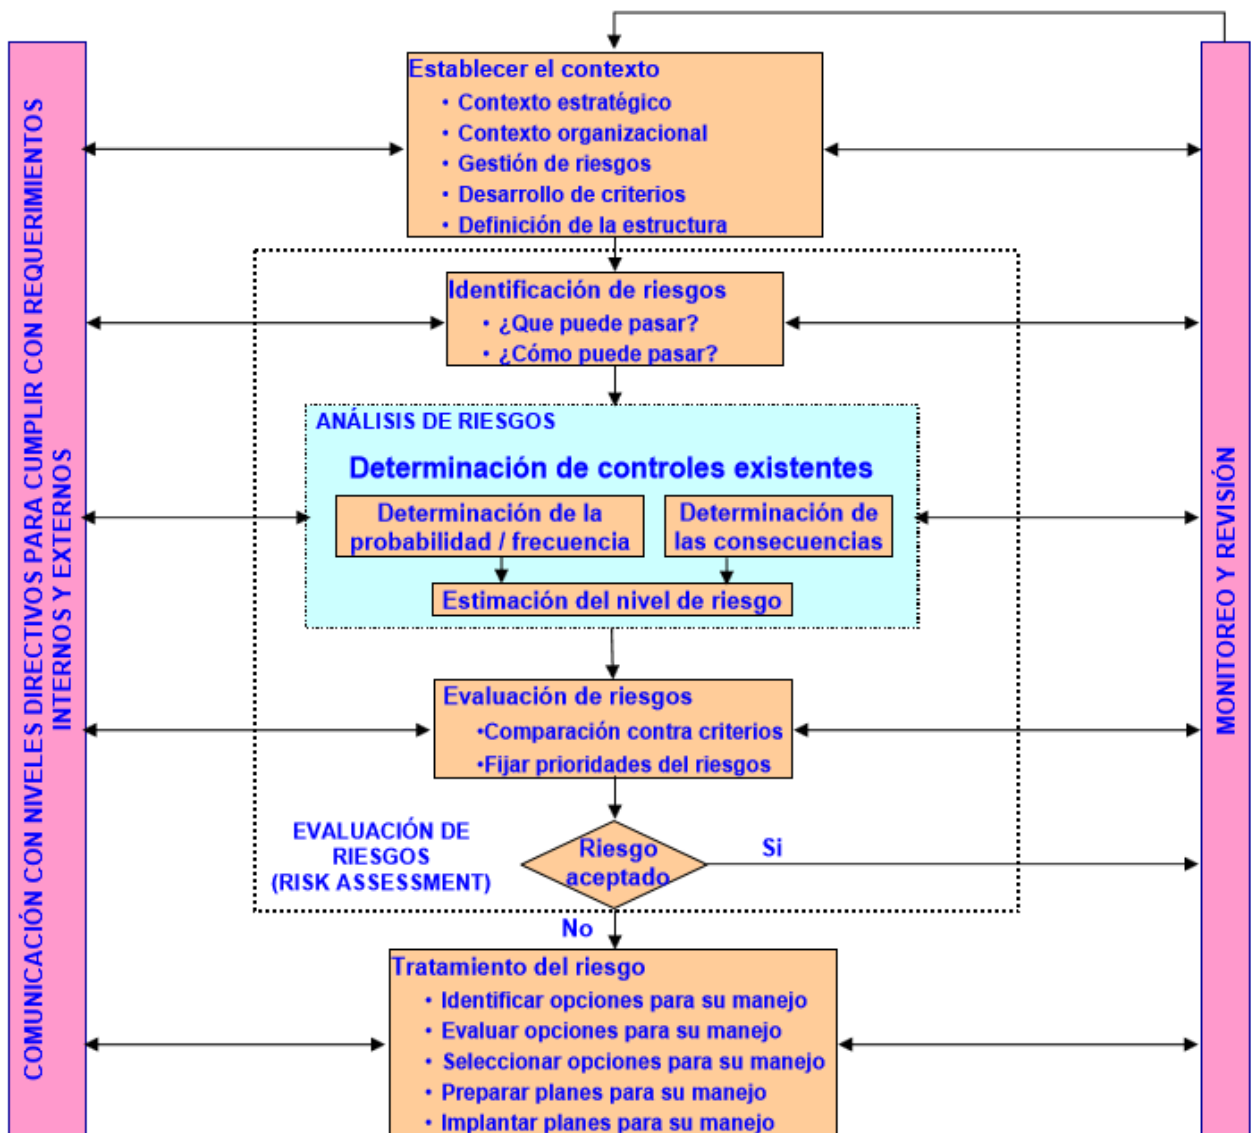 COMUNICACIÓN CON NIVELES DIRECTIVOS PARA CUMPLIR CON REQUERIMIENTOS
INTERNOS Y EXTERNOS
Establecer el contexto
• Contexto estratégico
• Contexto organizacional
• Gestión de riesgos
• Desarrollo de criterios
• Definición de la estructura
Identificación de riesgos
• ¿Que puede pasar?
• ¿Cómo puede pasar?
ANÁLISIS DE RIESGOS
Determinación de controles existentes
Determinación de la
probabilidad / frecuencia
Determinación de
las consecuencias
Estimación del nivel de riesgo
Evaluación de riesgos
•Comparación contra criterios
•Fijar prioridades del riesgos
EVALUACIÓN DE
RIESGOS
(RISK ASSESSMENT)
Riesgo
aceptado
Si
No
Tratamiento del riesgo
• Identificar opciones para su manejo
• Evaluar opciones para su manejo
• Seleccionar opciones para su manejo
• Preparar planes para su manejo
• Implantar planes para su manejo
MONITOREO Y REVISIÓN